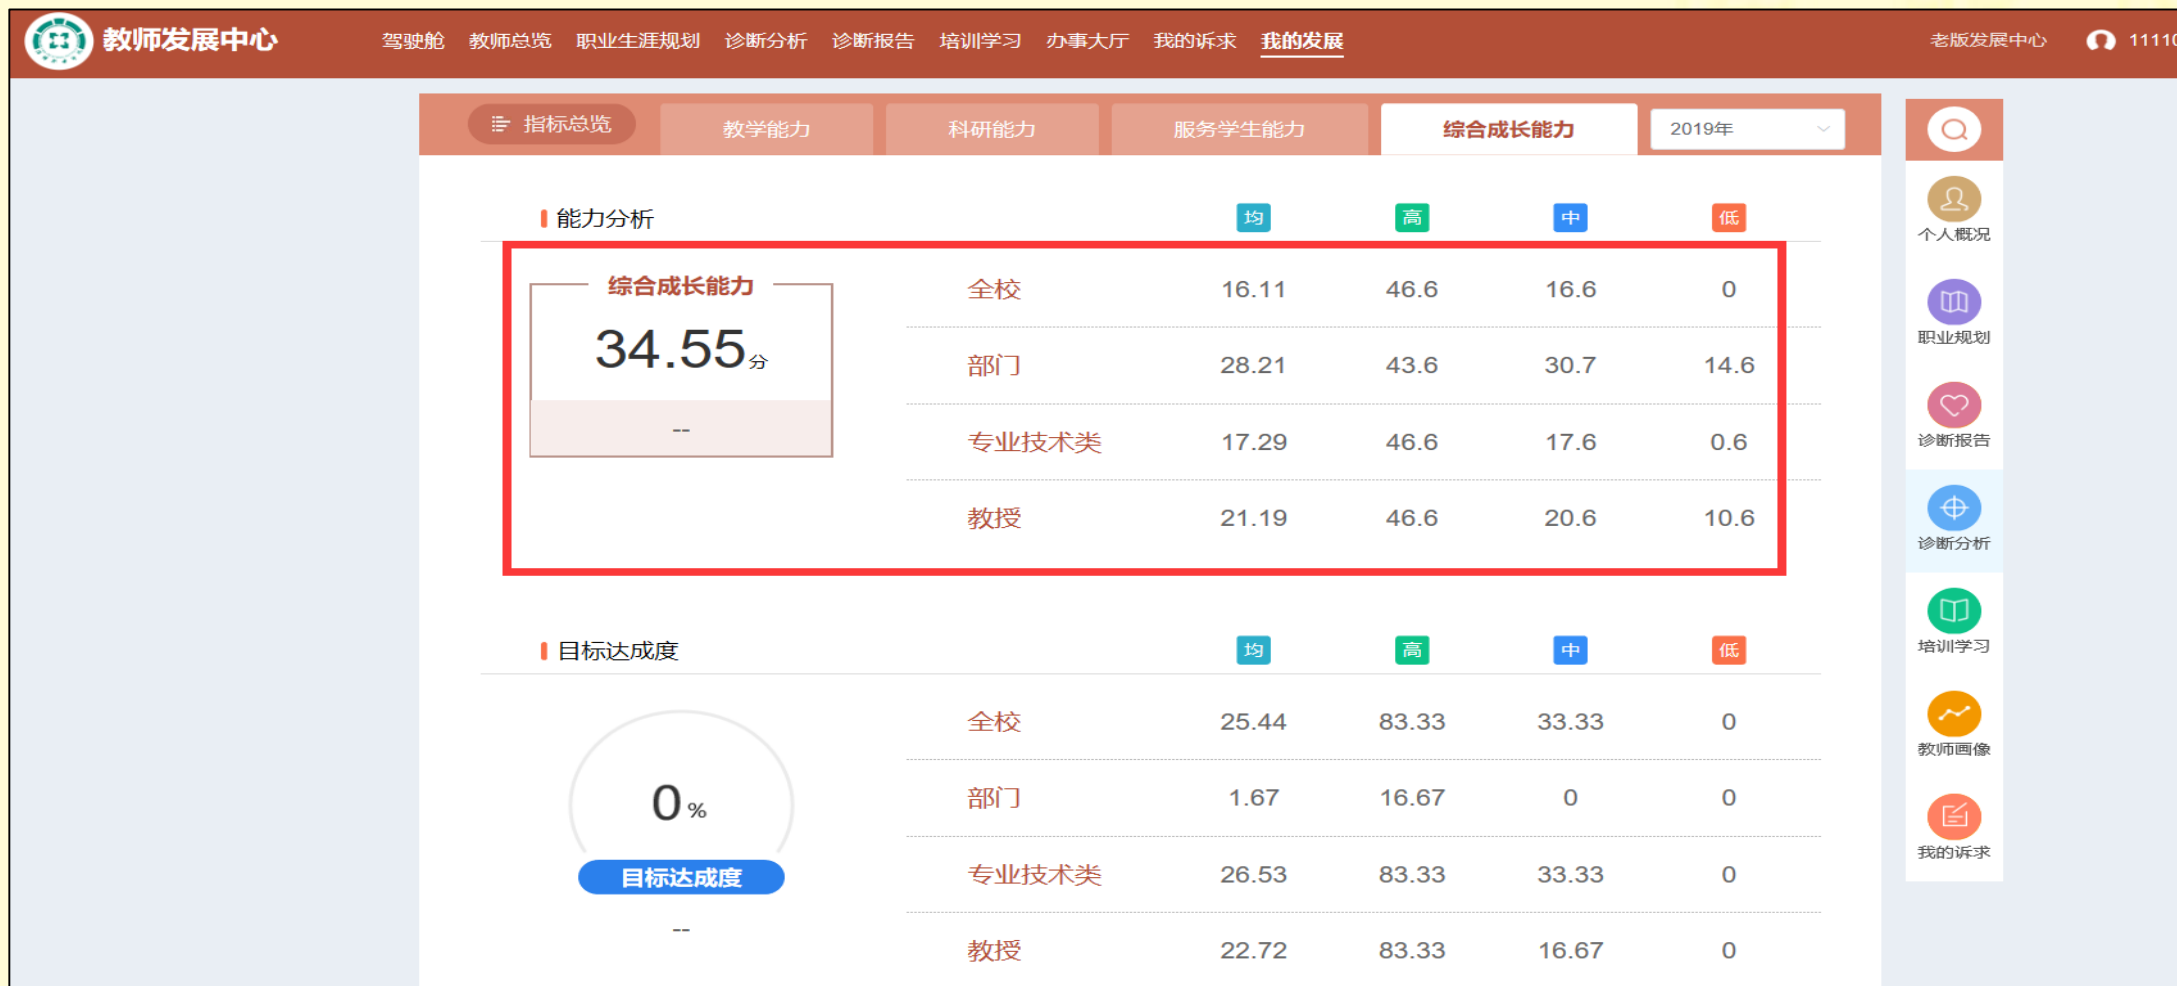 教师发展中心 驾驶舱 教师总览 职业生涯规划 诊断分析 诊断报告 培训学习 办事大厅 我的诉求 我的发展 老版发展中心 11110
指标总览 教学能力 科研能力 服务学生能力 综合成长能力 2019年
能力分析 均 高 中 低
综合成长能力
34.55分
--
全校 16.11 46.6 16.6 0
部门 28.21 43.6 30.7 14.6
专业技术类 17.29 46.6 17.6 0.6
教授 21.19 46.6 20.6 10.6
目标达成度 均 高 中 低
0%
目标达成度
--
全校 25.44 83.33 33.33 0
部门 1.67 16.67 0 0
专业技术类 26.53 83.33 33.33 0
教授 22.72 83.33 16.67 0
个人概况
职业规划
诊断报告
诊断分析
培训学习
教师画像
我的诉求